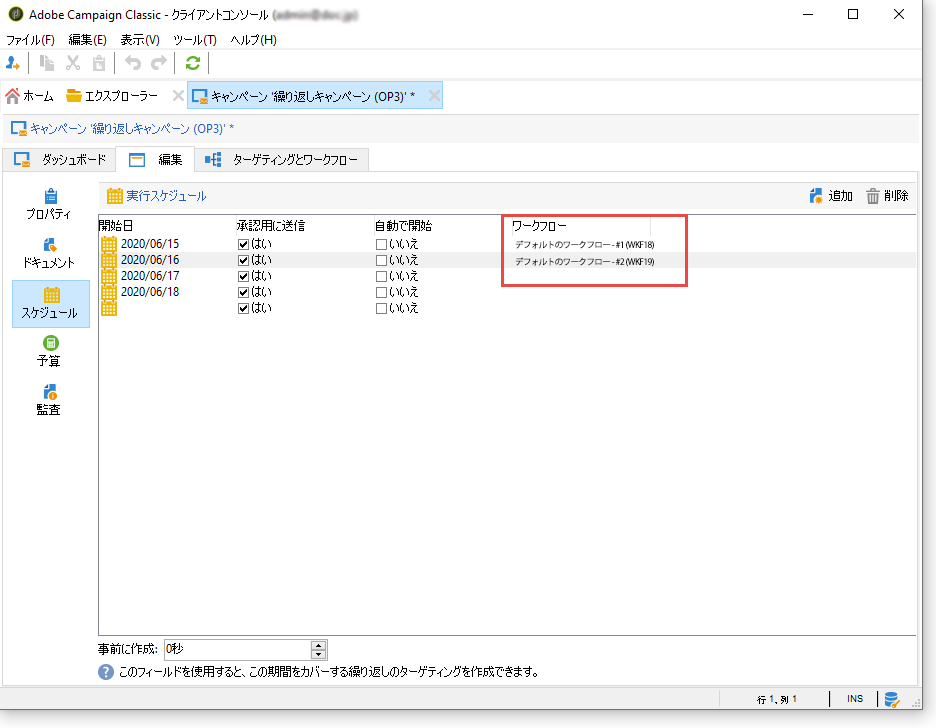 Adobe Campaign Classic - クライアントコンソール
ファイル(F) 編集(E) 表示(V) ツール(T) ヘルプ(H)
ホーム エクスプローラー キャンペーン '繰り返しキャンペーン (OP3)' *
キャンペーン '繰り返しキャンペーン (OP3)' *
ダッシュボード 編集 ターゲティングとワークフロー
プロパティ
ドキュメント
スケジュール
予算
監査
実行スケジュール 追加 削除
開始日 承認用に送信 自動で開始 ワークフロー
2020/06/15 はい いいえ デフォルトのワークフロー - #1 (WKF18)
2020/06/16 はい いいえ デフォルトのワークフロー - #2 (WKF19)
2020/06/17 はい いいえ
2020/06/18 はい いいえ
はい いいえ
事前に作成: 0秒
このフィールドを使用すると、この期間をカバーする繰り返しのターゲティングを作成できます。
行 1、列 1 INS